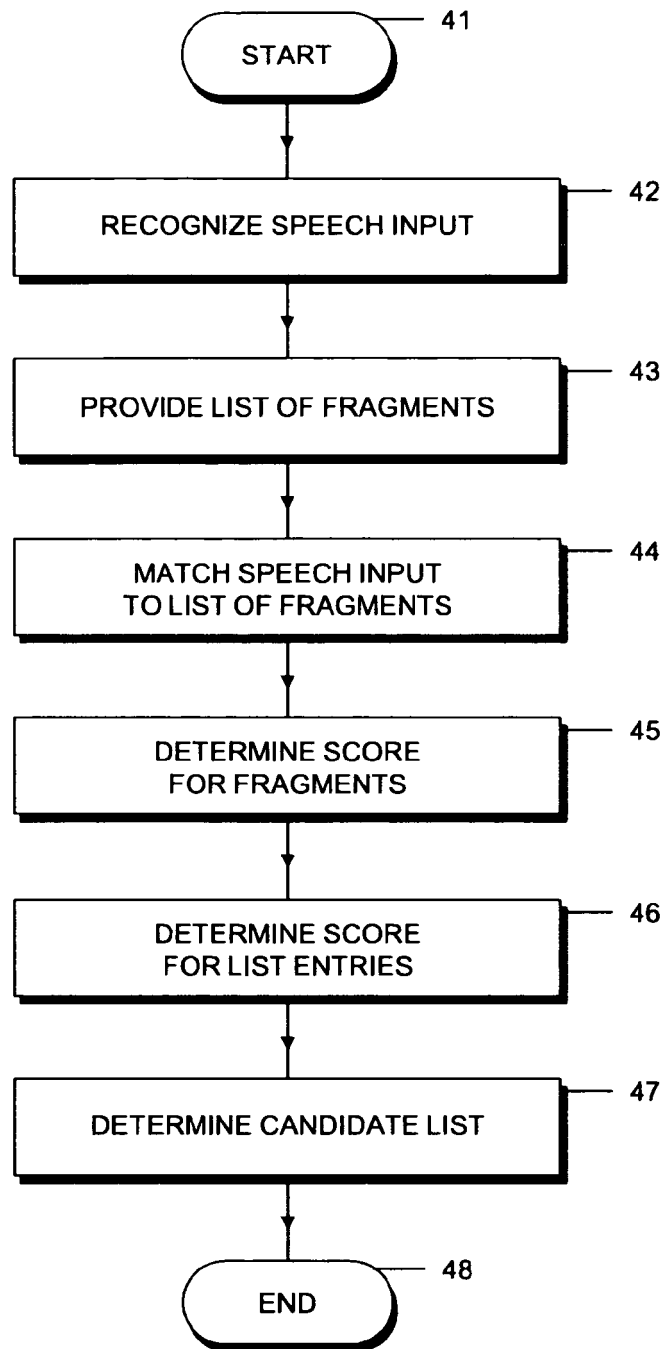 41
START
42
RECOGNIZE SPEECH INPUT
43
PROVIDE LIST OF FRAGMENTS
44
MATCH SPEECH INPUT
TO LIST OF FRAGMENTS
45
DETERMINE SCORE
FOR FRAGMENTS
46
DETERMINE SCORE
FOR LIST ENTRIES
47
DETERMINE CANDIDATE LIST
48
END